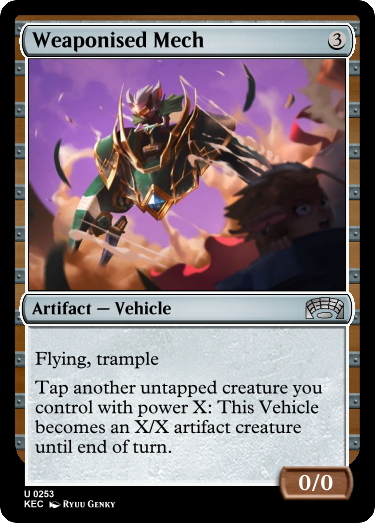 Weaponised Mech 3
Artifact — Vehicle
Flying, trample
Tap another untapped creature you
control with power X: This Vehicle
becomes an X/X artifact creature
until end of turn.
0/0
U 0253
KEC Ryuu Genky